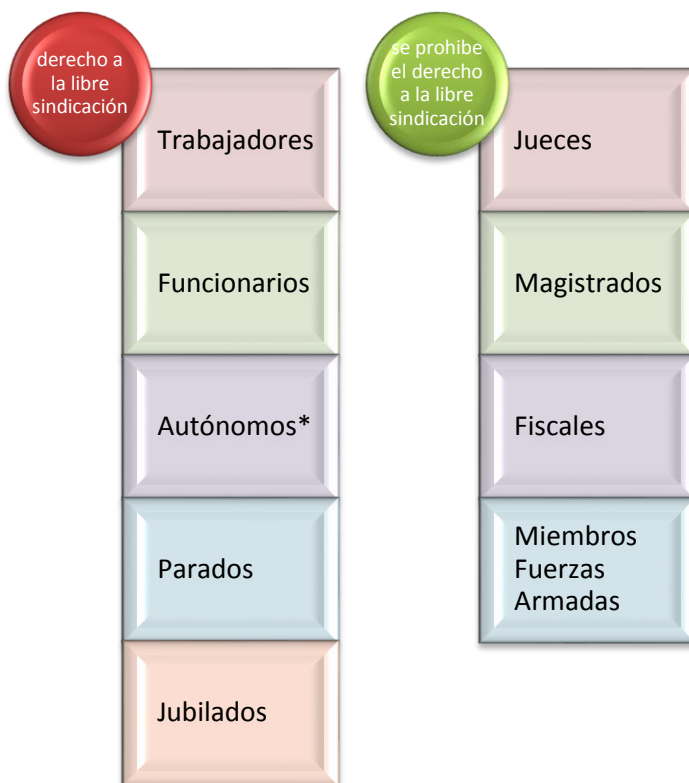 derecho a
la libre
sindicación
Trabajadores
Funcionarios
Autónomos*
Parados
Jubilados
se prohibe
el derecho
a la libre
sindicación
Jueces
Magistrados
Fiscales
Miembros
Fuerzas
Armadas